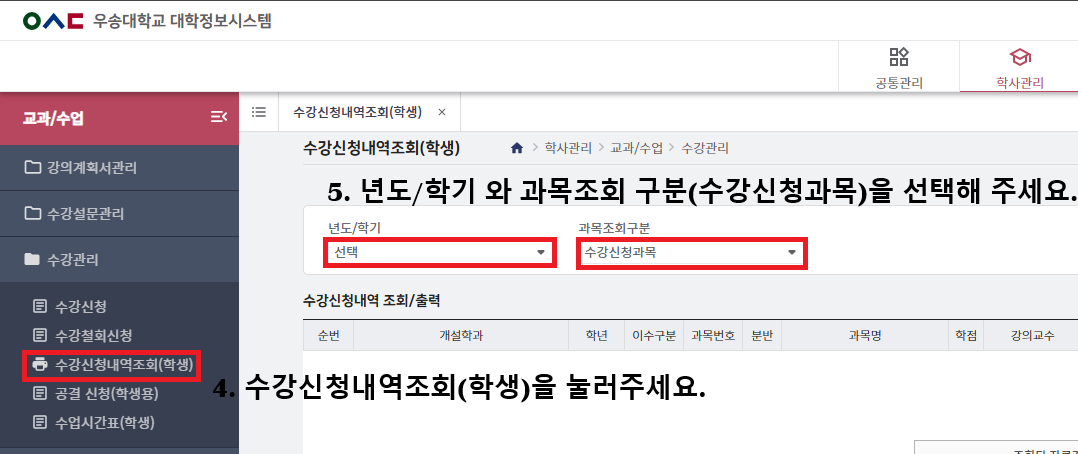 우송대학교 대학정보시스템
공통관리
학사관리
교과/수업
수강신청내역조회(학생) ×
강의계획서관리
수강설문관리
수강관리
수강신청
수강철회신청
수강신청내역조회(학생)
공결 신청(학생용)
수업시간표(학생)
수강신청내역조회(학생)
학사관리 > 교과/수업 > 수강관리
5. 년도/학기 와 과목조회 구분(수강신청과목)을 선택해 주세요.
년도/학기
과목조회구분
선택
수강신청과목
수강신청내역 조회/출력
순번 개설학과 학년 이수구분 과목번호 분반 과목명 학점 강의교수
4. 수강신청내역조회(학생)을 눌러주세요.